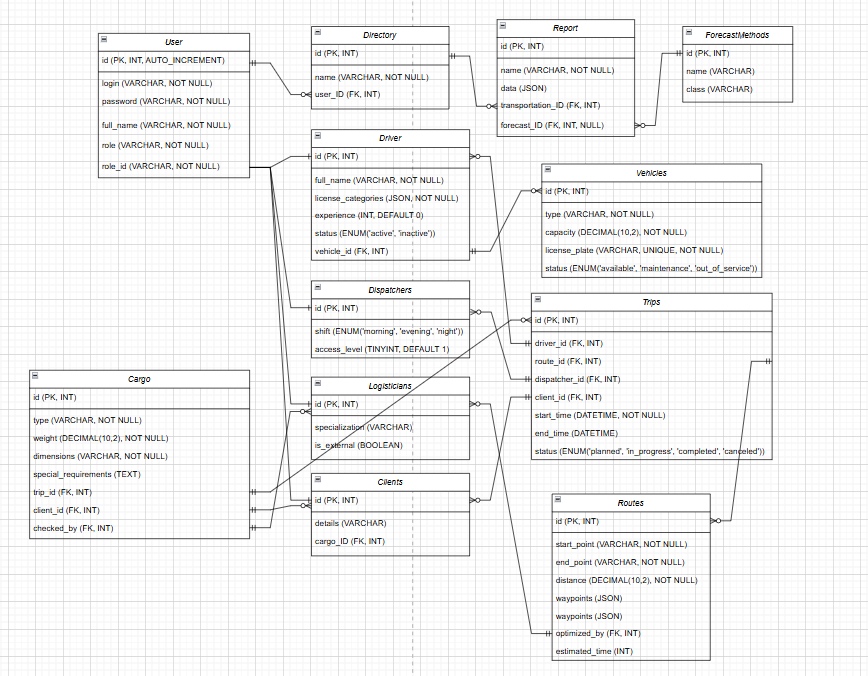 User
id (PK, INT, AUTO_INCREMENT)
login (VARCHAR, NOT NULL)
password (VARCHAR, NOT NULL)
full_name (VARCHAR, NOT NULL)
role (VARCHAR, NOT NULL)
role_id (VARCHAR, NOT NULL)
Directory
id (PK, INT)
name (VARCHAR, NOT NULL)
user_ID (FK, INT)
Report
id (PK, INT)
name (VARCHAR, NOT NULL)
data (JSON)
transportation_ID (FK, INT)
forecast_ID (FK, INT, NULL)
ForecastMethods
id (PK, INT)
name (VARCHAR)
class (VARCHAR)
Driver
id (PK, INT)
full_name (VARCHAR, NOT NULL)
license_categories (JSON, NOT NULL)
experience (INT, DEFAULT 0)
status (ENUM('active', 'inactive'))
vehicle_id (FK, INT)
Vehicles
id (PK, INT)
type (VARCHAR, NOT NULL)
capacity (DECIMAL(10,2), NOT NULL)
license_plate (VARCHAR, UNIQUE, NOT NULL)
status (ENUM('available', 'maintenance', 'out_of_service'))
Dispatchers
id (PK, INT)
shift (ENUM('morning', 'evening', 'night'))
access_level (TINYINT, DEFAULT 1)
Trips
id (PK, INT)
driver_id (FK, INT)
route_id (FK, INT)
dispatcher_id (FK, INT)
client_id (FK, INT)
start_time (DATETIME, NOT NULL)
end_time (DATETIME)
status (ENUM('planned', 'in_progress', 'completed', 'canceled'))
Cargo
id (PK, INT)
type (VARCHAR, NOT NULL)
weight (DECIMAL(10,2), NOT NULL)
dimensions (VARCHAR, NOT NULL)
special_requirements (TEXT)
trip_id (FK, INT)
client_id (FK, INT)
checked_by (FK, INT)
Logisticians
id (PK, INT)
specialization (VARCHAR)
is_external (BOOLEAN)
Clients
id (PK, INT)
details (VARCHAR)
cargo_ID (FK, INT)
Routes
id (PK, INT)
start_point (VARCHAR, NOT NULL)
end_point (VARCHAR, NOT NULL)
distance (DECIMAL(10,2), NOT NULL)
waypoints (JSON)
waypoints (JSON)
optimized_by (FK, INT)
estimated_time (INT)